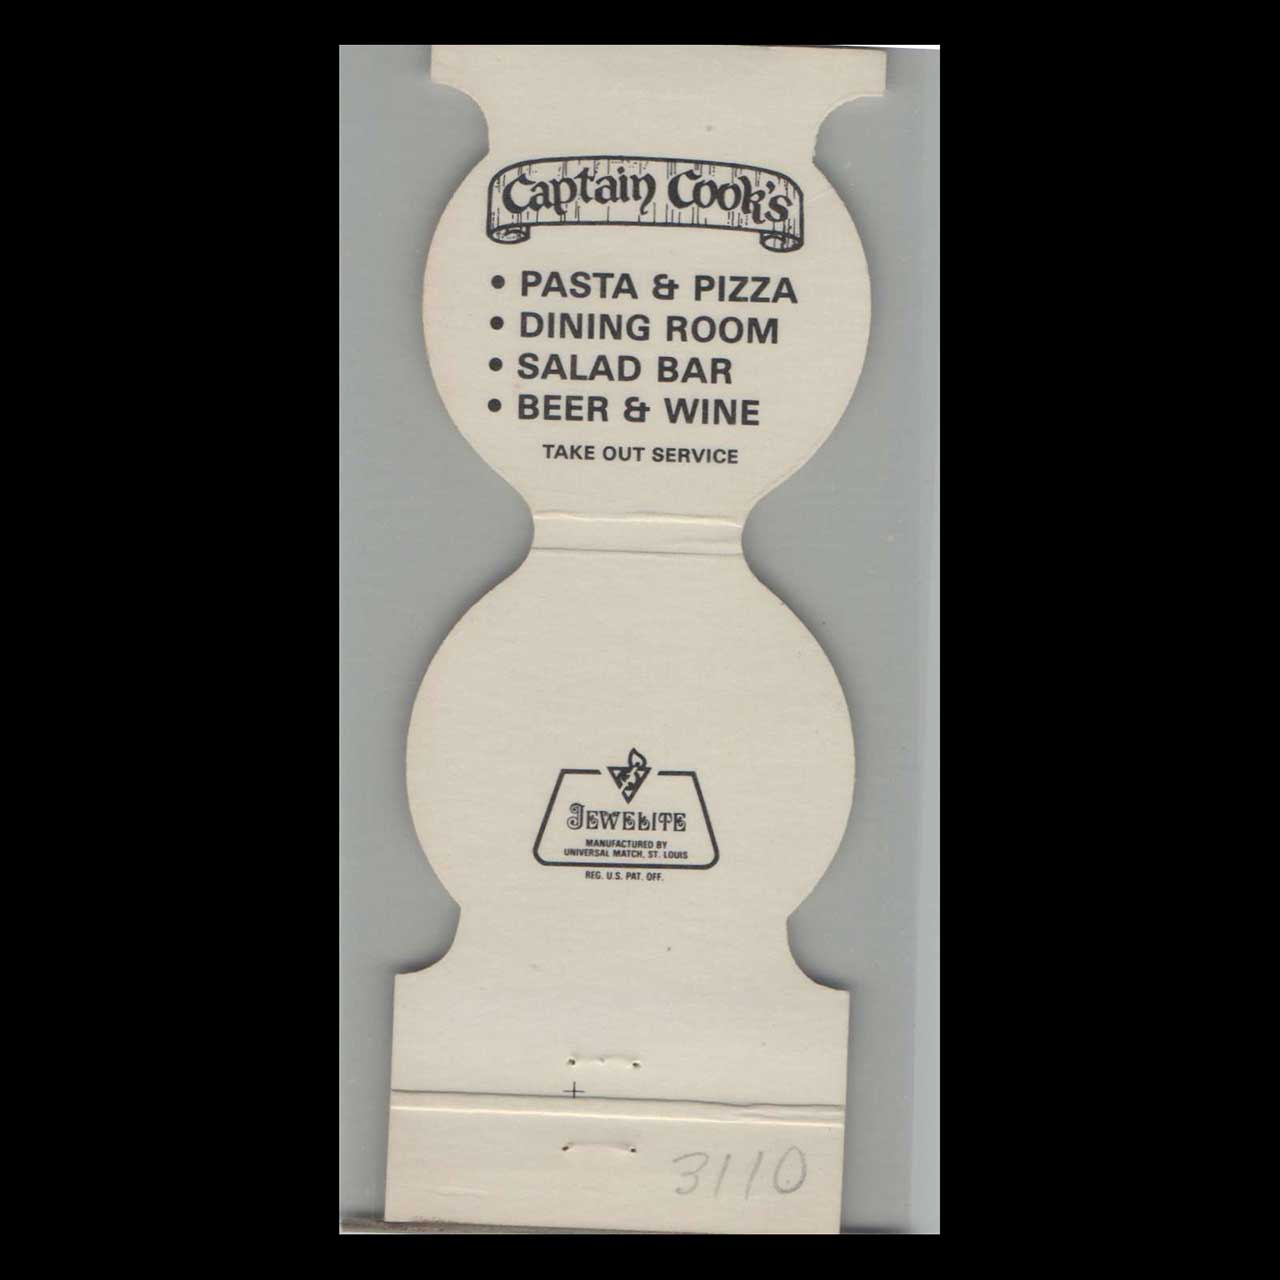 Captain Cook's
• PASTA & PIZZA
• DINING ROOM
• SALAD BAR
• BEER & WINE
TAKE OUT SERVICE
JEWELITE
MANUFACTURED BY
UNIVERSAL MATCH, ST. LOUIS
REG. U.S. PAT. OFF.
3110